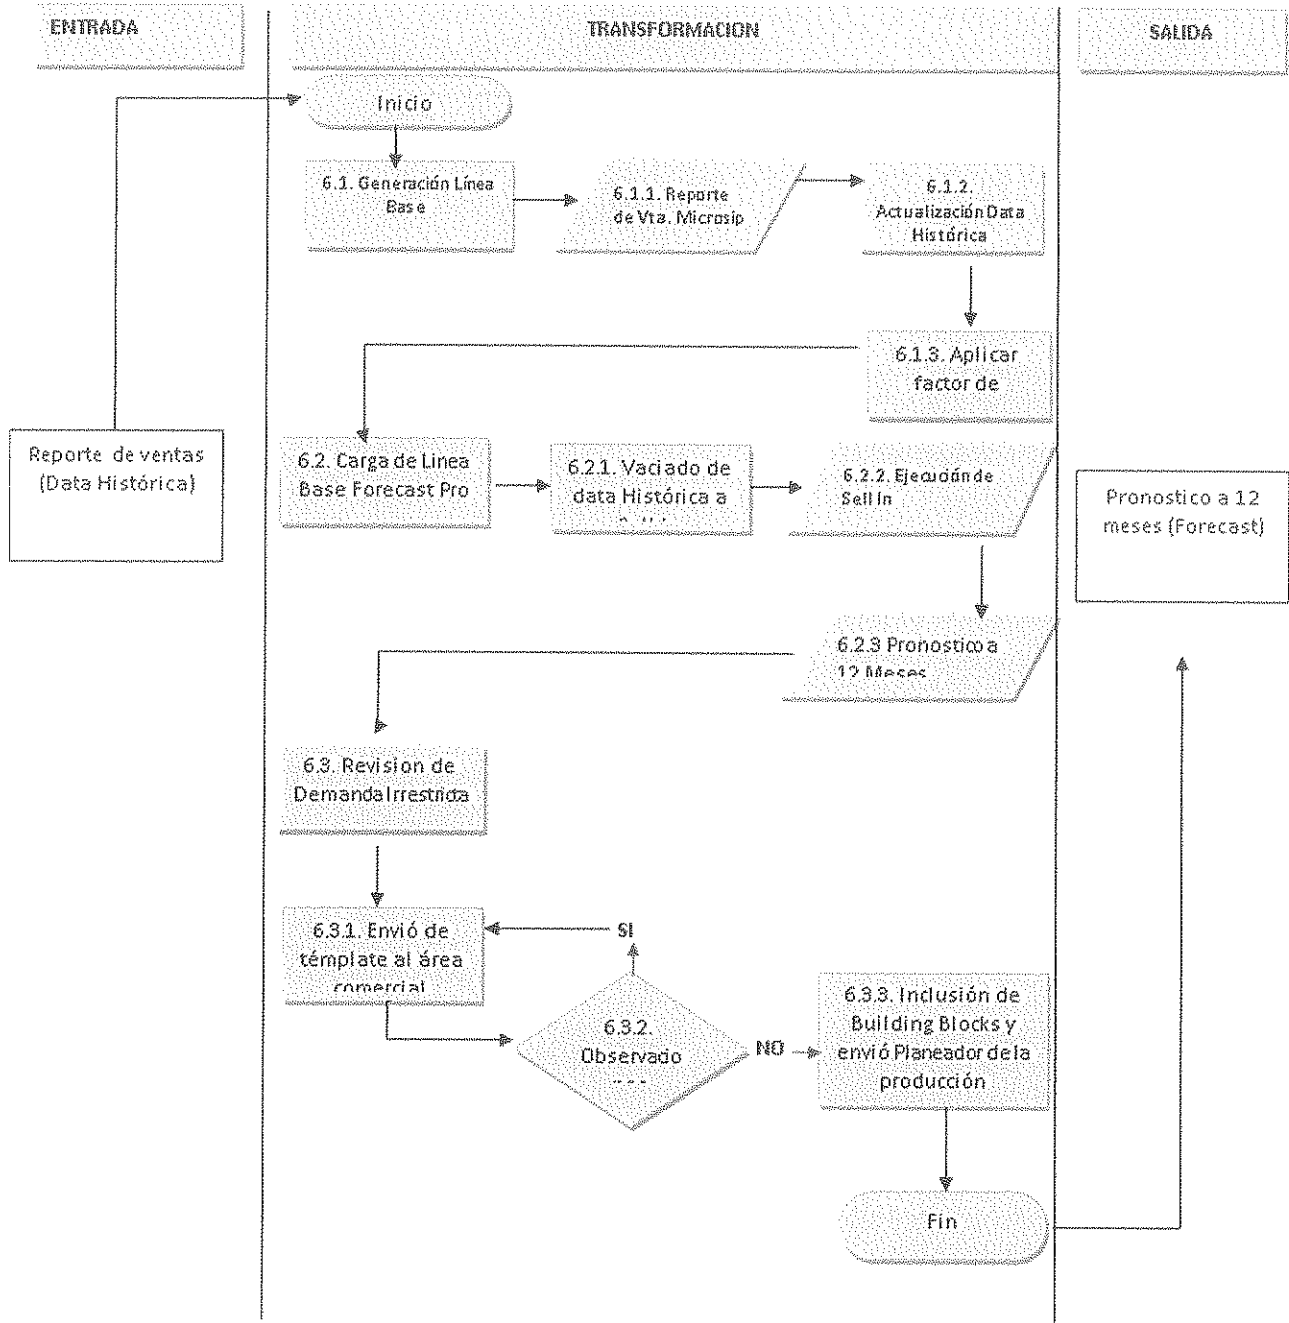 ENTRADA
TRANSFORMACION
SALIDA
Inicio
6.1. Generación Línea
Base
6.1.1. Reporte
de Vta. Microsip
6.1.2.
Actualización Data
Histórica
6.1.3. Aplicar
factor de
Reporte de ventas
(Data Histórica)
6.2. Carga de Linea
Base Forecast Pro
6.2.1. Vaciado de
data Histórica a
6.2.2. Ejecución de
Sell In
Pronostico a 12
meses (Forecast)
6.2.3 Pronostico a
12 Meses
6.3. Revision de
Demanda Irrestricta
6.3.1. Envió de
témplate al área
comercial
SI
6.3.2.
Observado
NO
6.3.3. Inclusión de
Building Blocks y
envió Planeador de la
producción
Fin